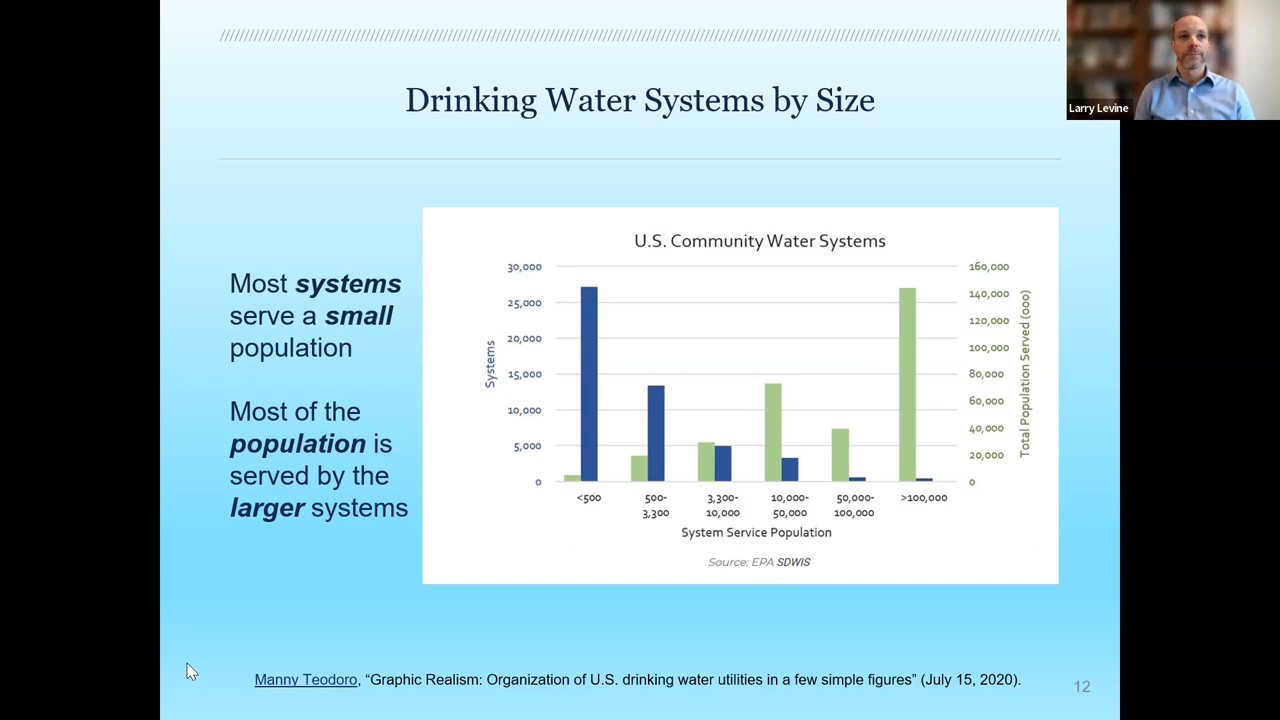 Larry Levine
Drinking Water Systems by Size
Most systems
serve a small
population
Most of the
population is
served by the
larger systems
U.S. Community Water Systems
Systems
30,000
25,000
20,000
15,000
10,000
5,000
0
160,000
140,000
120,000
100,000
80,000
60,000
40,000
20,000
0
Total Population Served (000)
<500
500-
3,300
3,300-
10,000
10,000-
50,000
50,000-
100,000
>100,000
System Service Population
Source: EPA SDWIS
Manny Teodoro, “Graphic Realism: Organization of U.S. drinking water utilities in a few simple figures” (July 15, 2020).
12